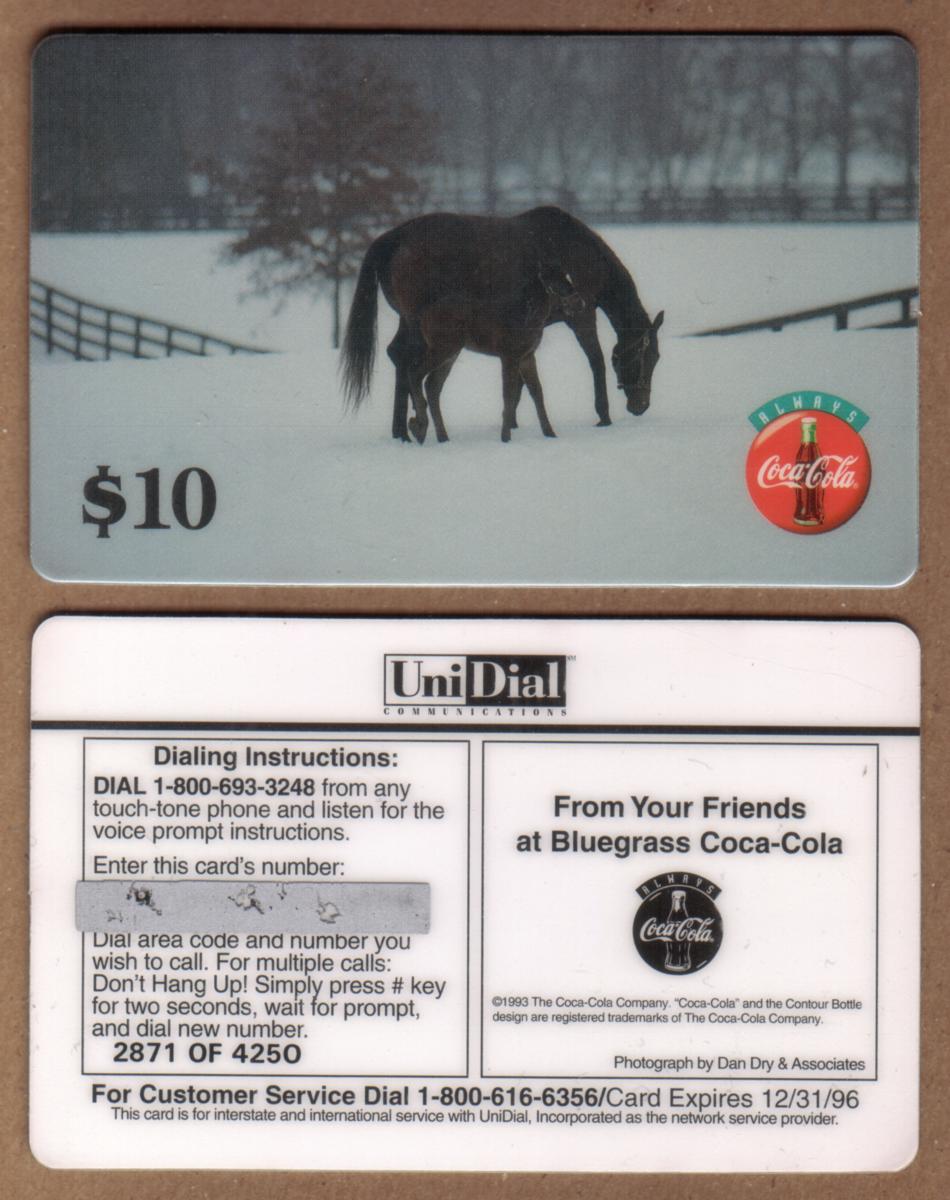 $10
ALWAYS
Coca-Cola
UniDial℠
COMMUNICATIONS
Dialing Instructions:
DIAL 1-800-693-3248 from any
touch-tone phone and listen for the
voice prompt instructions.
Enter this card's number:
Dial area code and number you
wish to call. For multiple calls:
Don't Hang Up! Simply press # key
for two seconds, wait for prompt,
and dial new number.
2871 OF 4250
From Your Friends
at Bluegrass Coca-Cola
ALWAYS
Coca-Cola
©1993 The Coca-Cola Company. "Coca-Cola" and the Contour Bottle
design are registered trademarks of The Coca-Cola Company.
Photograph by Dan Dry & Associates
For Customer Service Dial 1-800-616-6356/Card Expires 12/31/96
This card is for interstate and international service with UniDial, Incorporated as the network service provider.